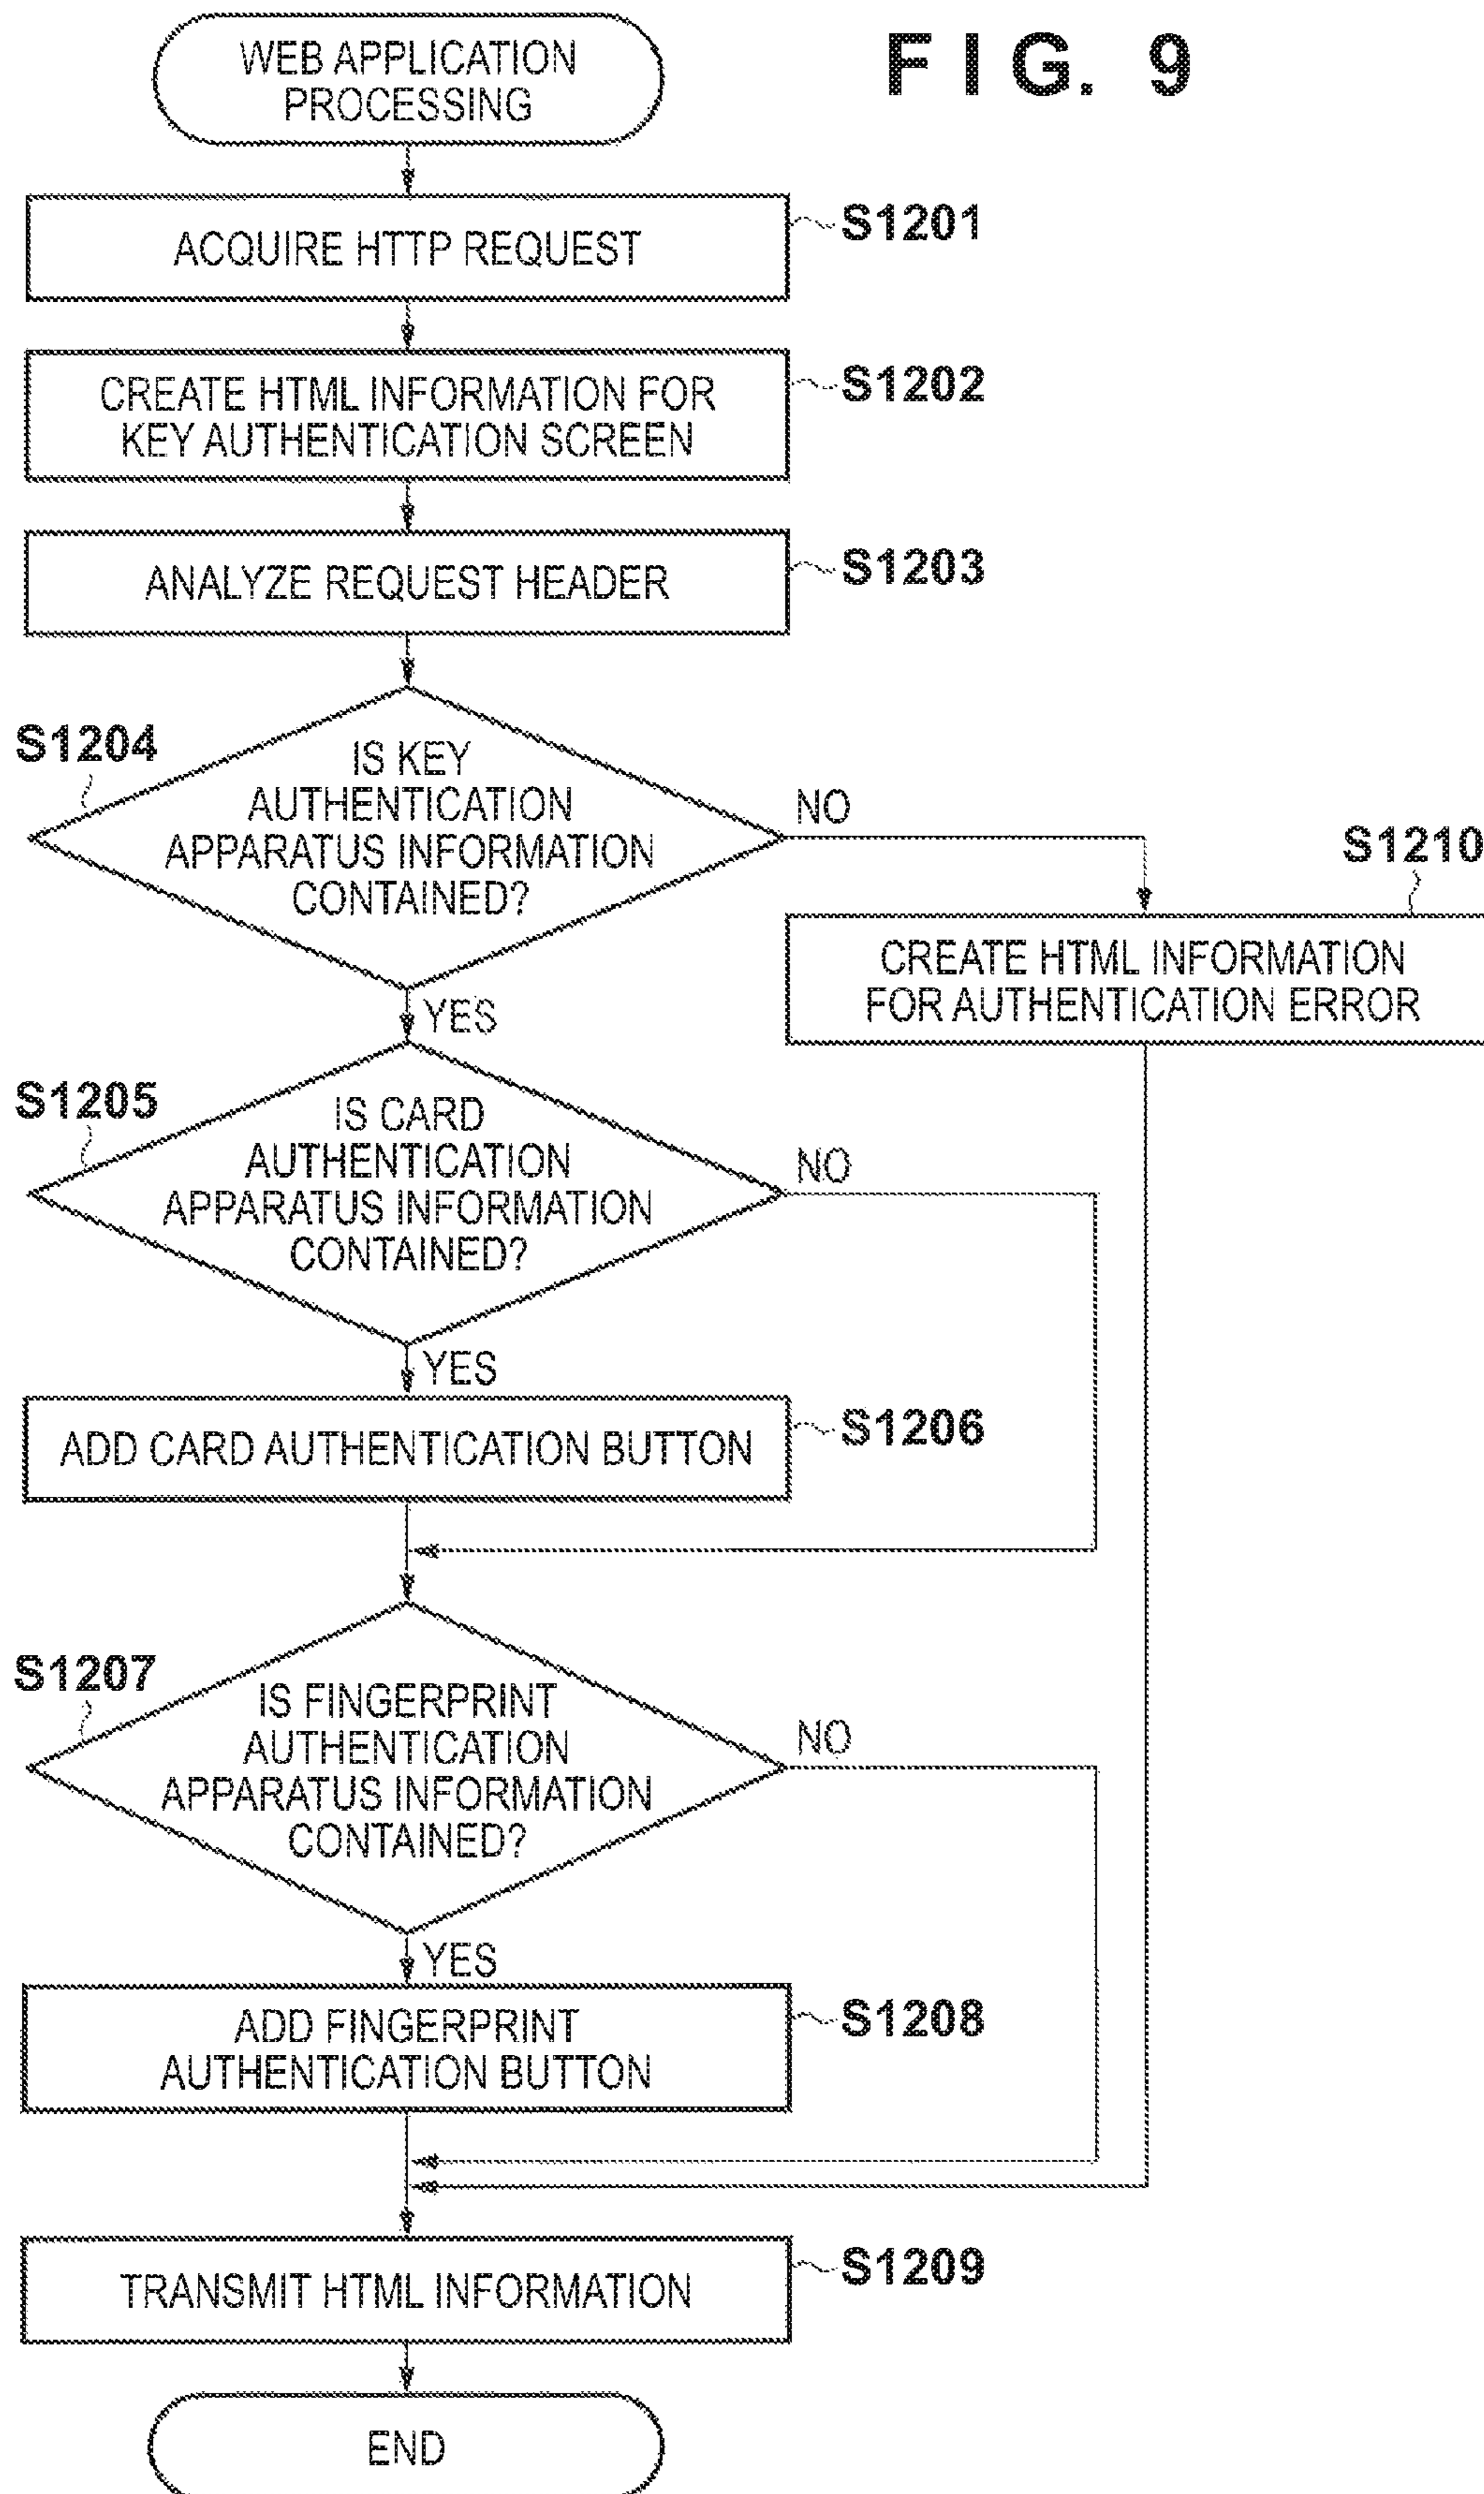 FIG. 9
WEB APPLICATION
PROCESSING
ACQUIRE HTTP REQUEST
S1201
CREATE HTML INFORMATION FOR
KEY AUTHENTICATION SCREEN
S1202
ANALYZE REQUEST HEADER
S1203
S1204
IS KEY
AUTHENTICATION
APPARATUS INFORMATION
CONTAINED?
NO
YES
S1210
CREATE HTML INFORMATION
FOR AUTHENTICATION ERROR
S1205
IS CARD
AUTHENTICATION
APPARATUS INFORMATION
CONTAINED?
NO
YES
ADD CARD AUTHENTICATION BUTTON
S1206
S1207
IS FINGERPRINT
AUTHENTICATION
APPARATUS INFORMATION
CONTAINED?
NO
YES
ADD FINGERPRINT
AUTHENTICATION BUTTON
S1208
TRANSMIT HTML INFORMATION
S1209
END